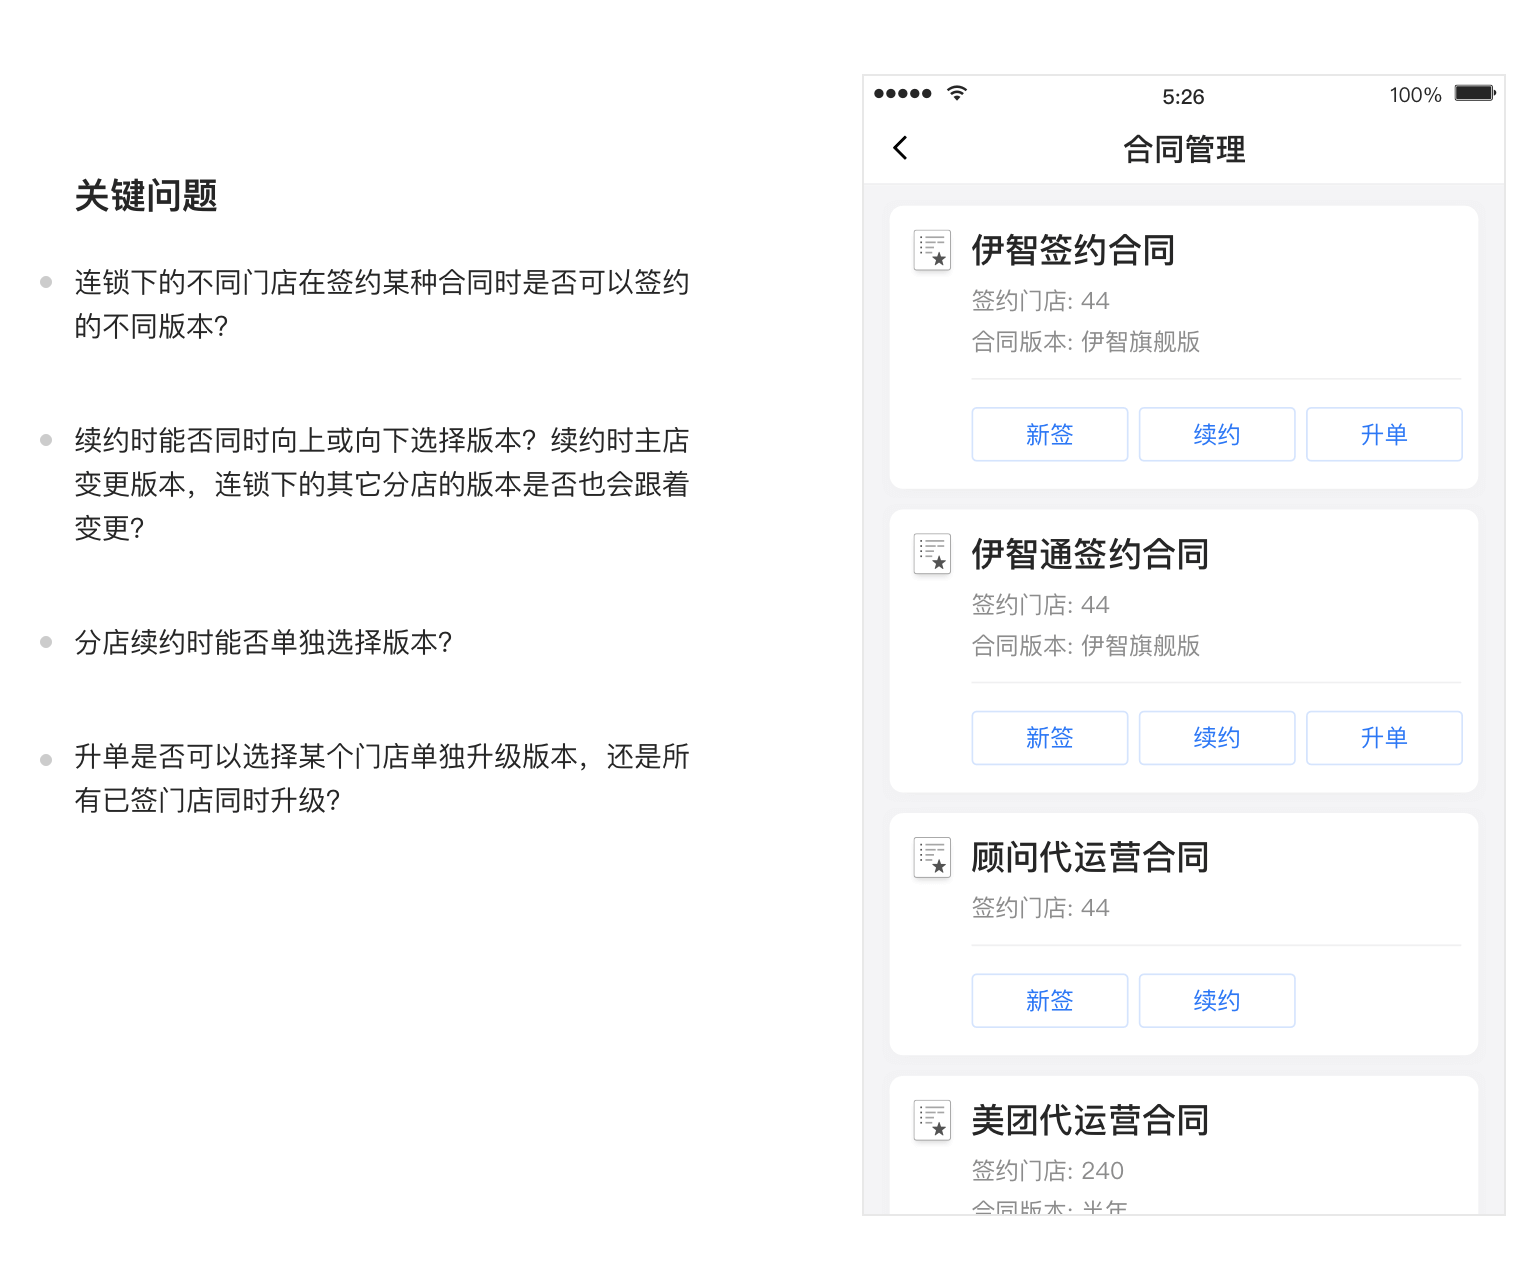 关键问题
连锁下的不同门店在签约某种合同时是否可以签约
的不同版本？
续约时能否同时向上或向下选择版本？续约时主店
变更版本，连锁下的其它分店的版本是否也会跟着
变更？
分店续约时能否单独选择版本？
升单是否可以选择某个门店单独升级版本，还是所
有已签门店同时升级？
5:26
100%
合同管理
伊智签约合同
签约门店: 44
合同版本: 伊智旗舰版
新签 续约 升单
伊智通签约合同
签约门店: 44
合同版本: 伊智旗舰版
新签 续约 升单
顾问代运营合同
签约门店: 44
新签 续约
美团代运营合同
签约门店: 240
合同版本: 半年